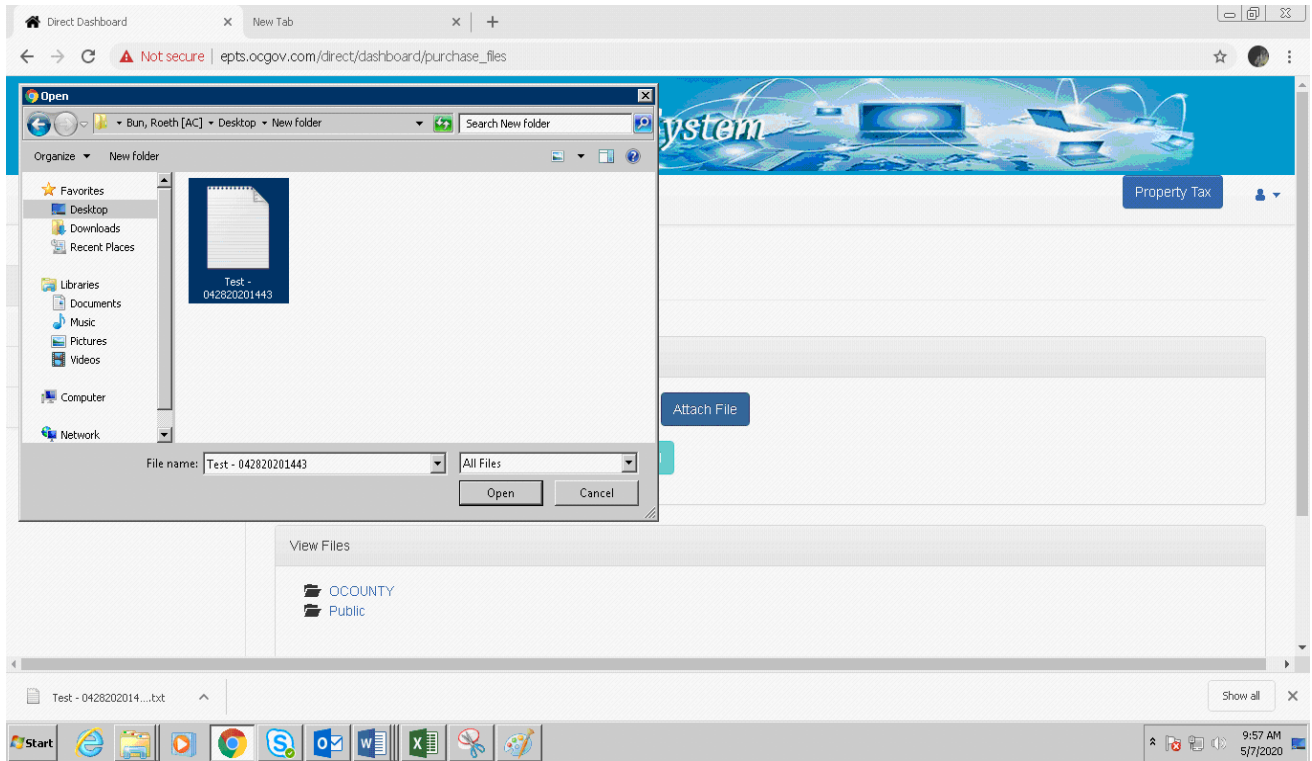 Direct Dashboard
New Tab
Not secure | epts.ocgov.com/direct/dashboard/purchase_files
Open
Bun, Roeth [AC] Desktop New folder
Search New folder
ystem
Organize New folder
Property Tax
Favorites
Desktop
Downloads
Recent Places
Libraries
Documents
Music
Pictures
Videos
Computer
Network
Test -
042820201443
Attach File
File name: Test - 042820201443
All Files
Open Cancel
View Files
OCOUNTY
Public
Test - 0428202014....txt
Show all
Start
9:57 AM
5/7/2020